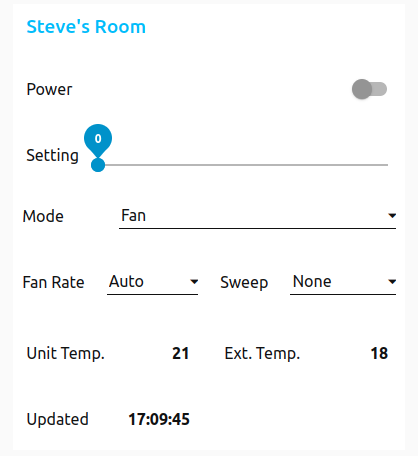 Steve's Room
Power
0
Setting
Mode Fan
Fan Rate Auto Sweep None
Unit Temp. 21 Ext. Temp. 18
Updated 17:09:45